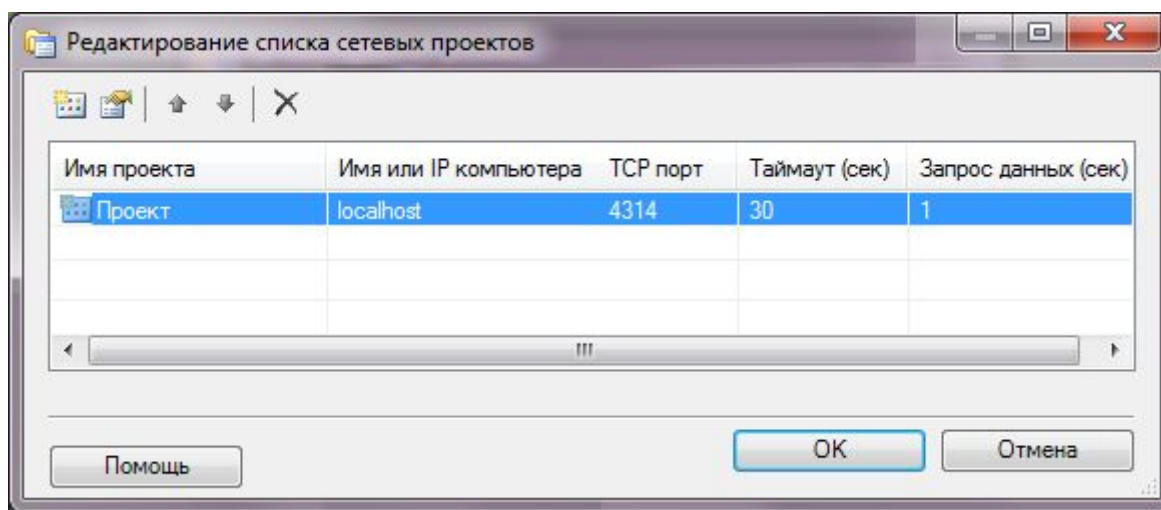 Редактирование списка сетевых проектов
Имя проекта Имя или IP компьютера TCP порт Таймаут (сек) Запрос данных (сек)
Проект localhost 4314 30 1
Помощь OK Отмена